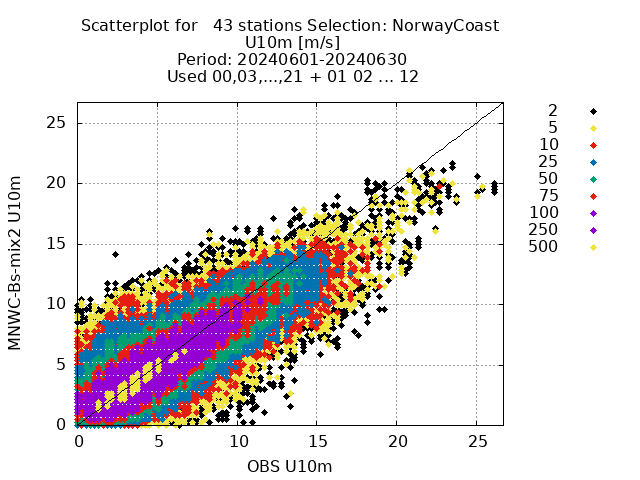 Scatterplot for 43 stations Selection: NorwayCoast
U10m [m/s]
Period: 20240601-20240630
Used 00,03,...,21 + 01 02 ... 12
MNWC-Bs-mix2 U10m
25
20
15
10
5
0
0 5 10 15 20 25
OBS U10m
2
5
10
25
50
75
100
250
500